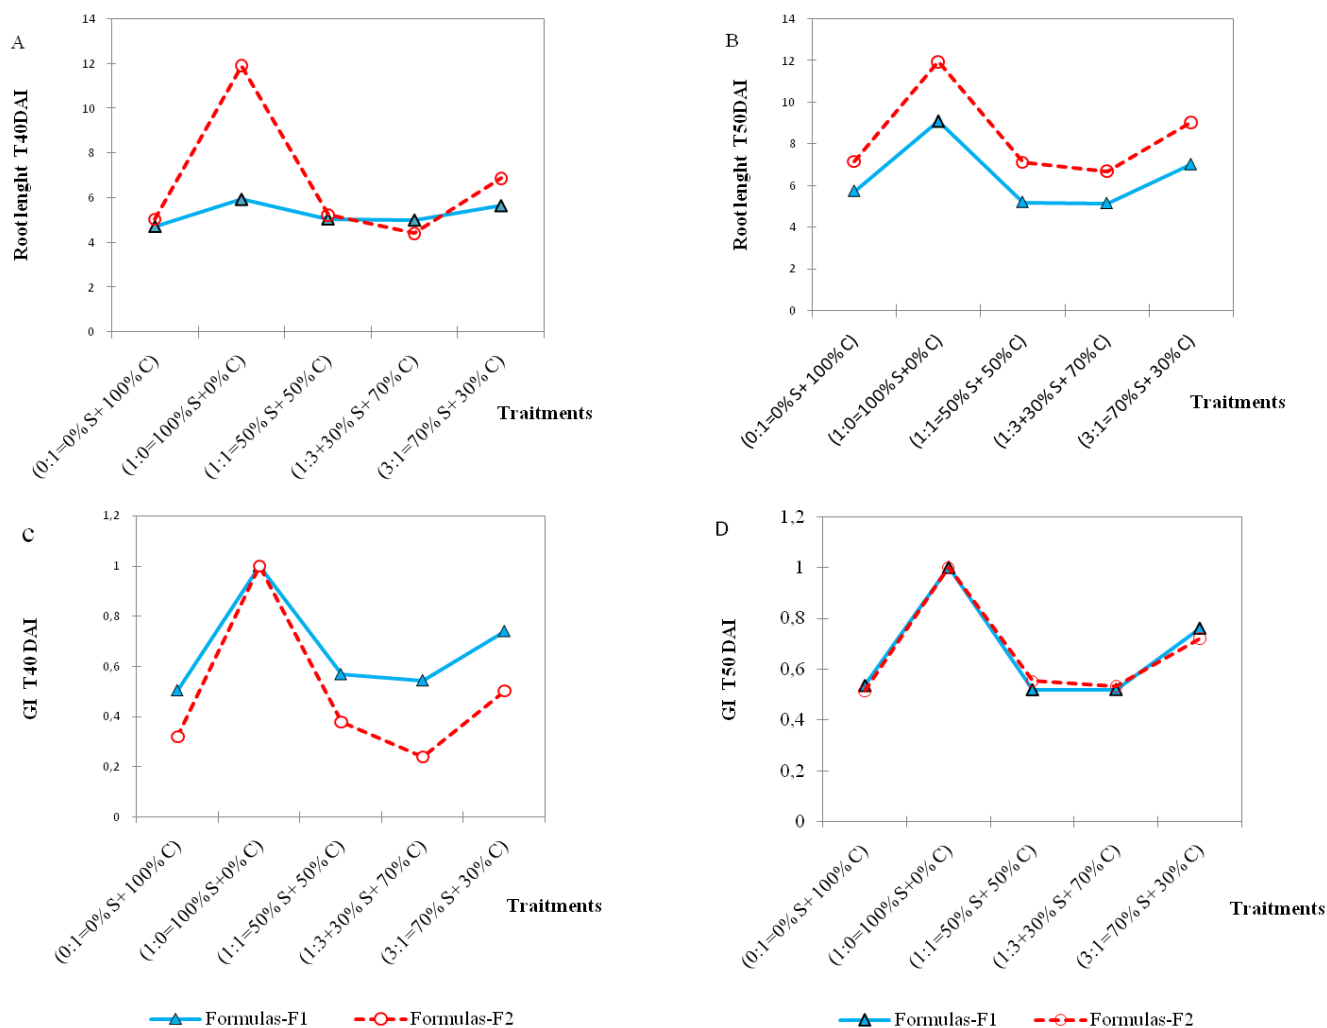 A
Root lenght T40DAI
14
12
10
8
6
4
2
0
(0:1=0% S+ 100% C)
(1:0=100% S+0% C)
(1:1=50% S+ 50% C)
(1:3+30% S+ 70% C)
(3:1=70% S+ 30% C)
Traitments
B
Root lenght T50DAI
14
12
10
8
6
4
2
0
(0:1=0% S+ 100% C)
(1:0=100% S+0% C)
(1:1=50% S+ 50% C)
(1:3+30% S+ 70% C)
(3:1=70% S+ 30% C)
Traitments
C
GI T40 DAI
1,2
1
0,8
0,6
0,4
0,2
0
(0:1=0% S+ 100% C)
(1:0=100% S+0% C)
(1:1=50% S+ 50% C)
(1:3+30% S+ 70% C)
(3:1=70% S+ 30% C)
Traitments
D
GI T50 DAI
1,2
1
0,8
0,6
0,4
0,2
0
(0:1=0% S+ 100% C)
(1:0=100% S+0% C)
(1:1=50% S+ 50% C)
(1:3+30% S+ 70% C)
(3:1=70% S+ 30% C)
Traitments
Formulas-F1
Formulas-F2
Formulas-F1
Formulas-F2